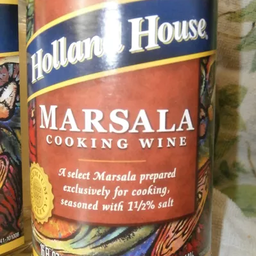 Holland House®
MARSALA
COOKING WINE
A select Marsala prepared
exclusively for cooking,
seasoned with 1½% salt